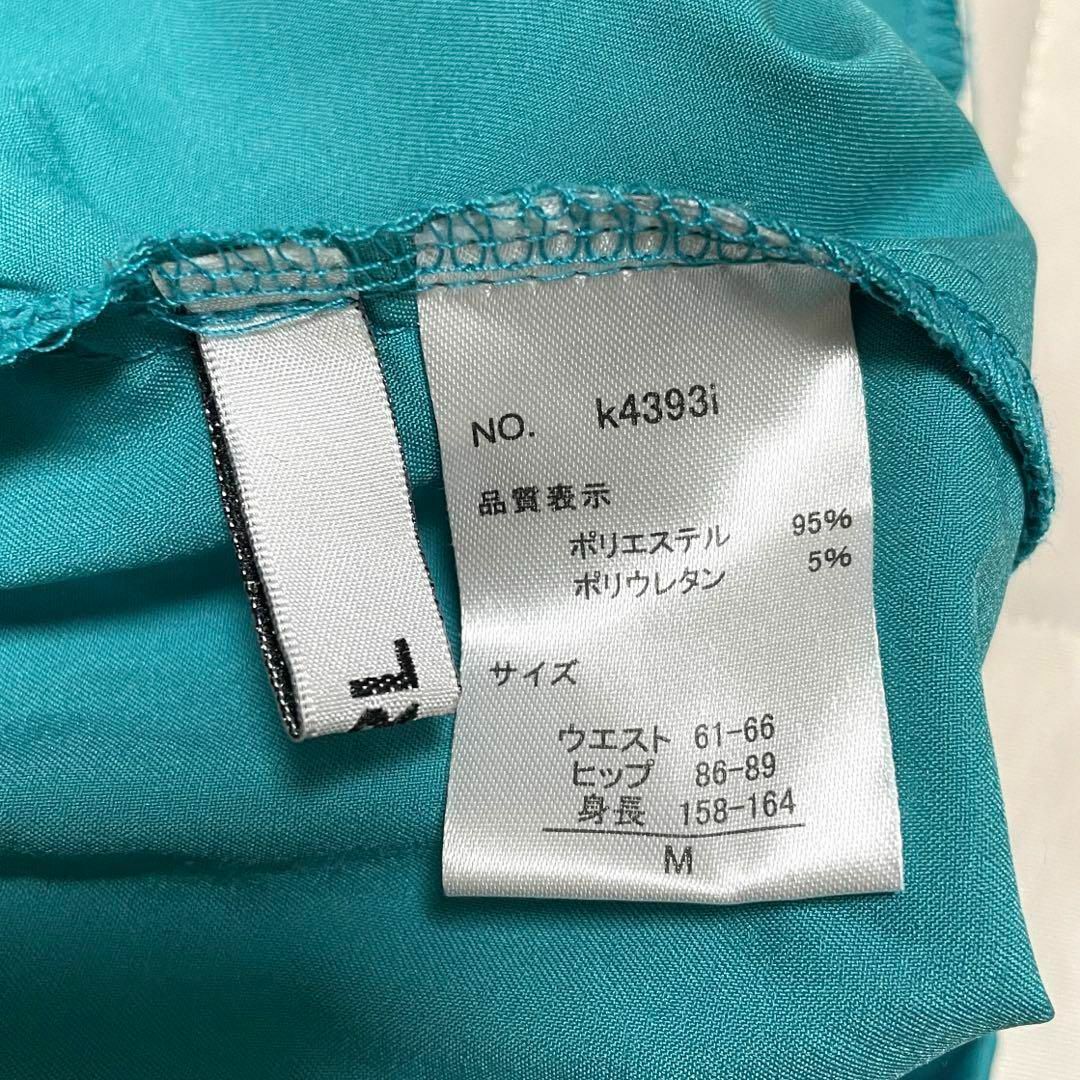 NO. k4393i
品質表示
ポリエステル 95%
ポリウレタン 5%
サイズ
ウエスト 61-66
ヒップ 86-89
身長 158-164
M